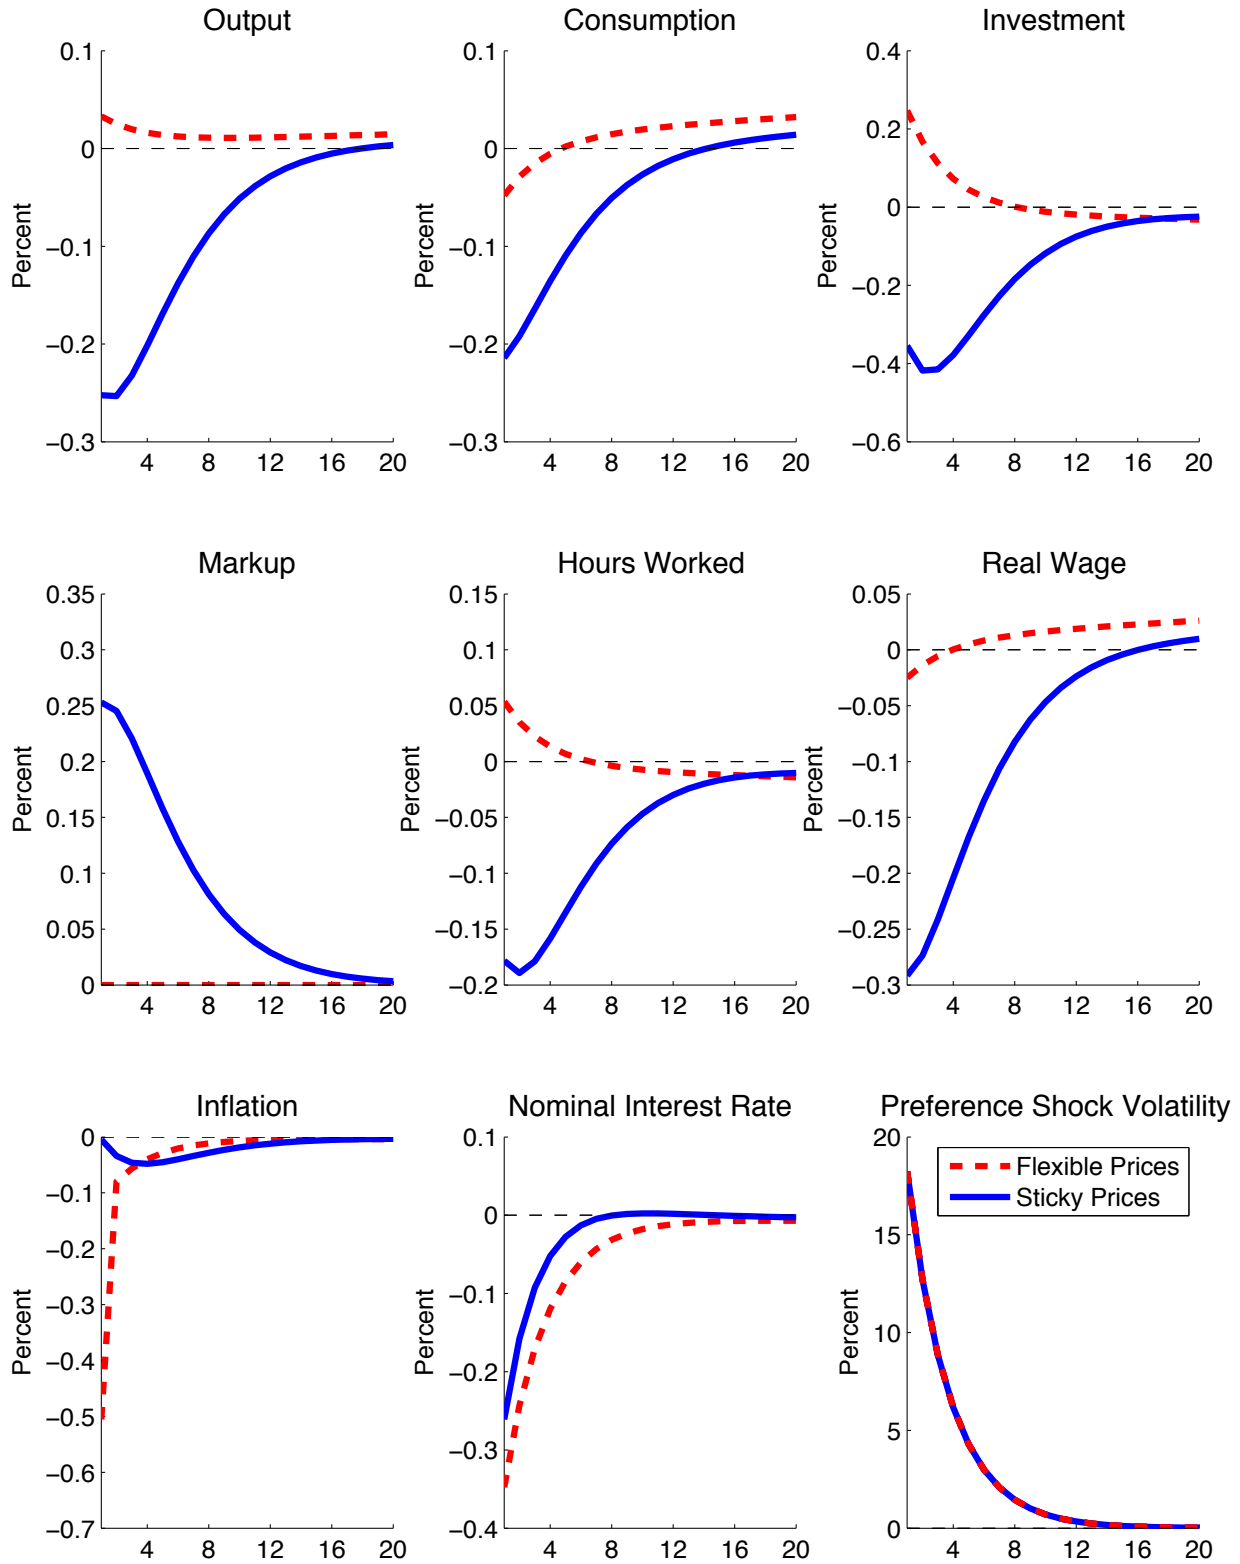 Output
0.1
0
−0.1
−0.2
−0.3
Percent
4 8 12 16 20
Consumption
0.1
0
−0.1
−0.2
−0.3
Percent
4 8 12 16 20
Investment
0.4
0.2
0
−0.2
−0.4
−0.6
Percent
4 8 12 16 20
Markup
0.35
0.3
0.25
0.2
0.15
0.1
0.05
0
Percent
4 8 12 16 20
Hours Worked
0.15
0.1
0.05
0
−0.05
−0.1
−0.15
−0.2
Percent
4 8 12 16 20
Real Wage
0.05
0
−0.05
−0.1
−0.15
−0.2
−0.25
−0.3
Percent
4 8 12 16 20
Inflation
0
−0.1
−0.2
−0.3
−0.4
−0.5
−0.6
−0.7
Percent
4 8 12 16 20
Nominal Interest Rate
0.1
0
−0.1
−0.2
−0.3
−0.4
Percent
4 8 12 16 20
Preference Shock Volatility
20
15
10
5
0
Percent
Flexible Prices
Sticky Prices
4 8 12 16 20